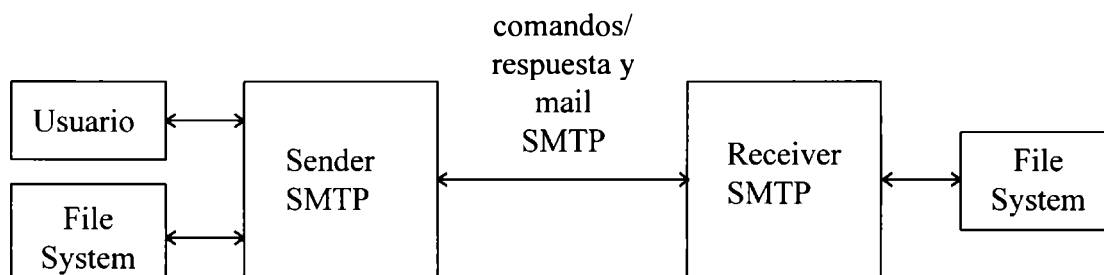 comandos/
respuesta y
mail
SMTP
Usuario
Sender
SMTP
Receiver
SMTP
File
System
File
System